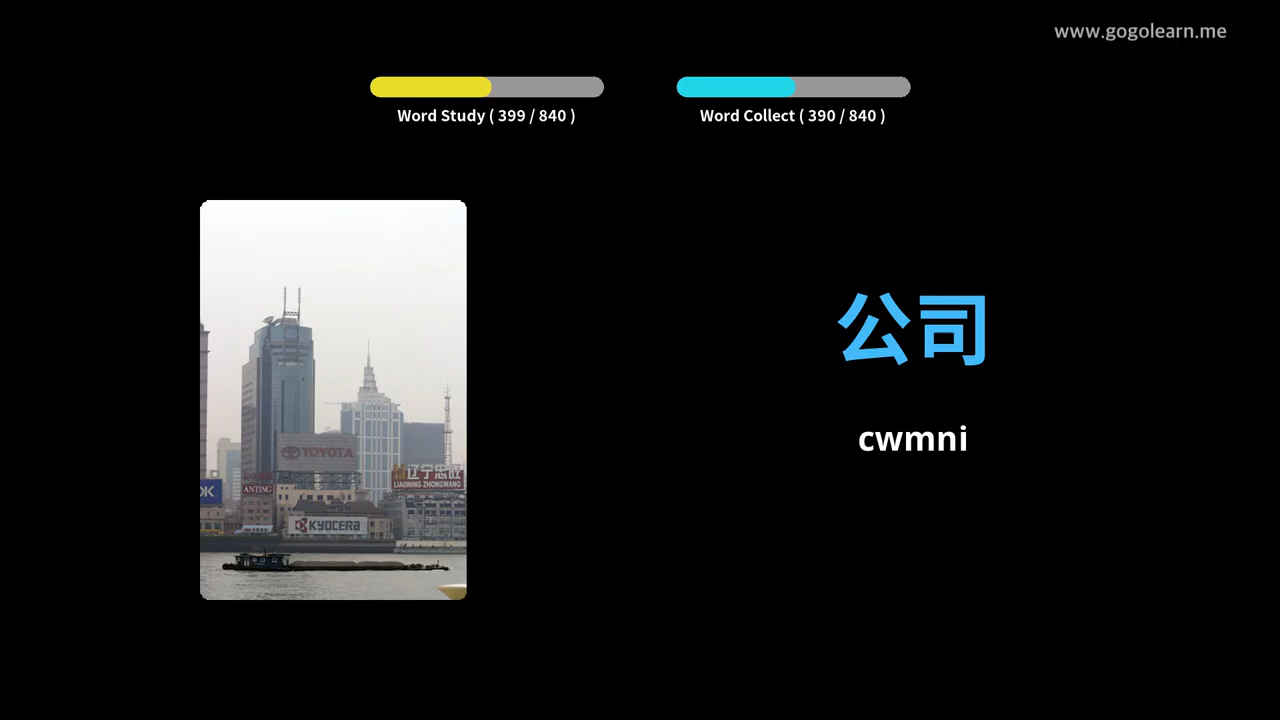 www.gogolearn.me
Word Study ( 399 / 840 )
Word Collect ( 390 / 840 )
公司
cwmni
TOYOTA
辽宁忠旺
LIAONING ZHONGWANG
OK
ANTING
KYOCERA